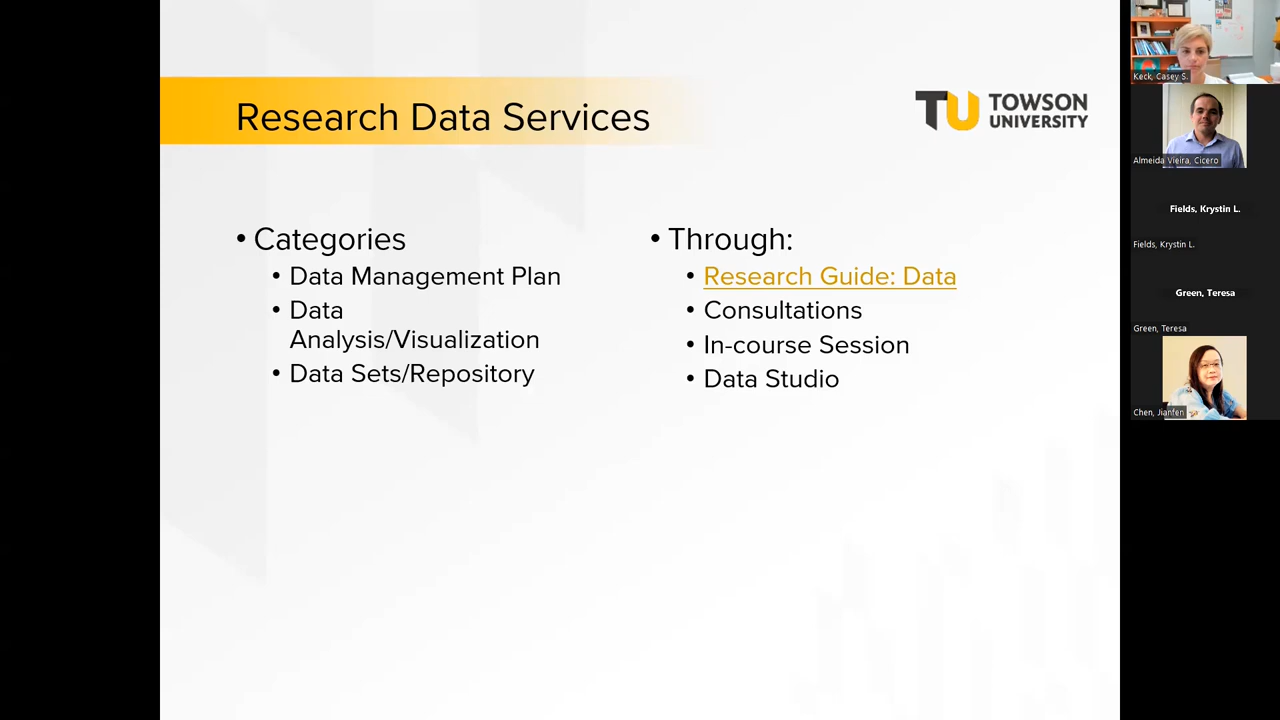 Research Data Services
TU TOWSON
UNIVERSITY
• Categories
• Data Management Plan
• Data
Analysis/Visualization
• Data Sets/Repository
• Through:
• Research Guide: Data
• Consultations
• In-course Session
• Data Studio
Keck, Casey S.
Almeida Vieira, Cicero
Fields, Krystin L.
Fields, Krystin L.
Green, Teresa
Green, Teresa
Chen, Jianfen